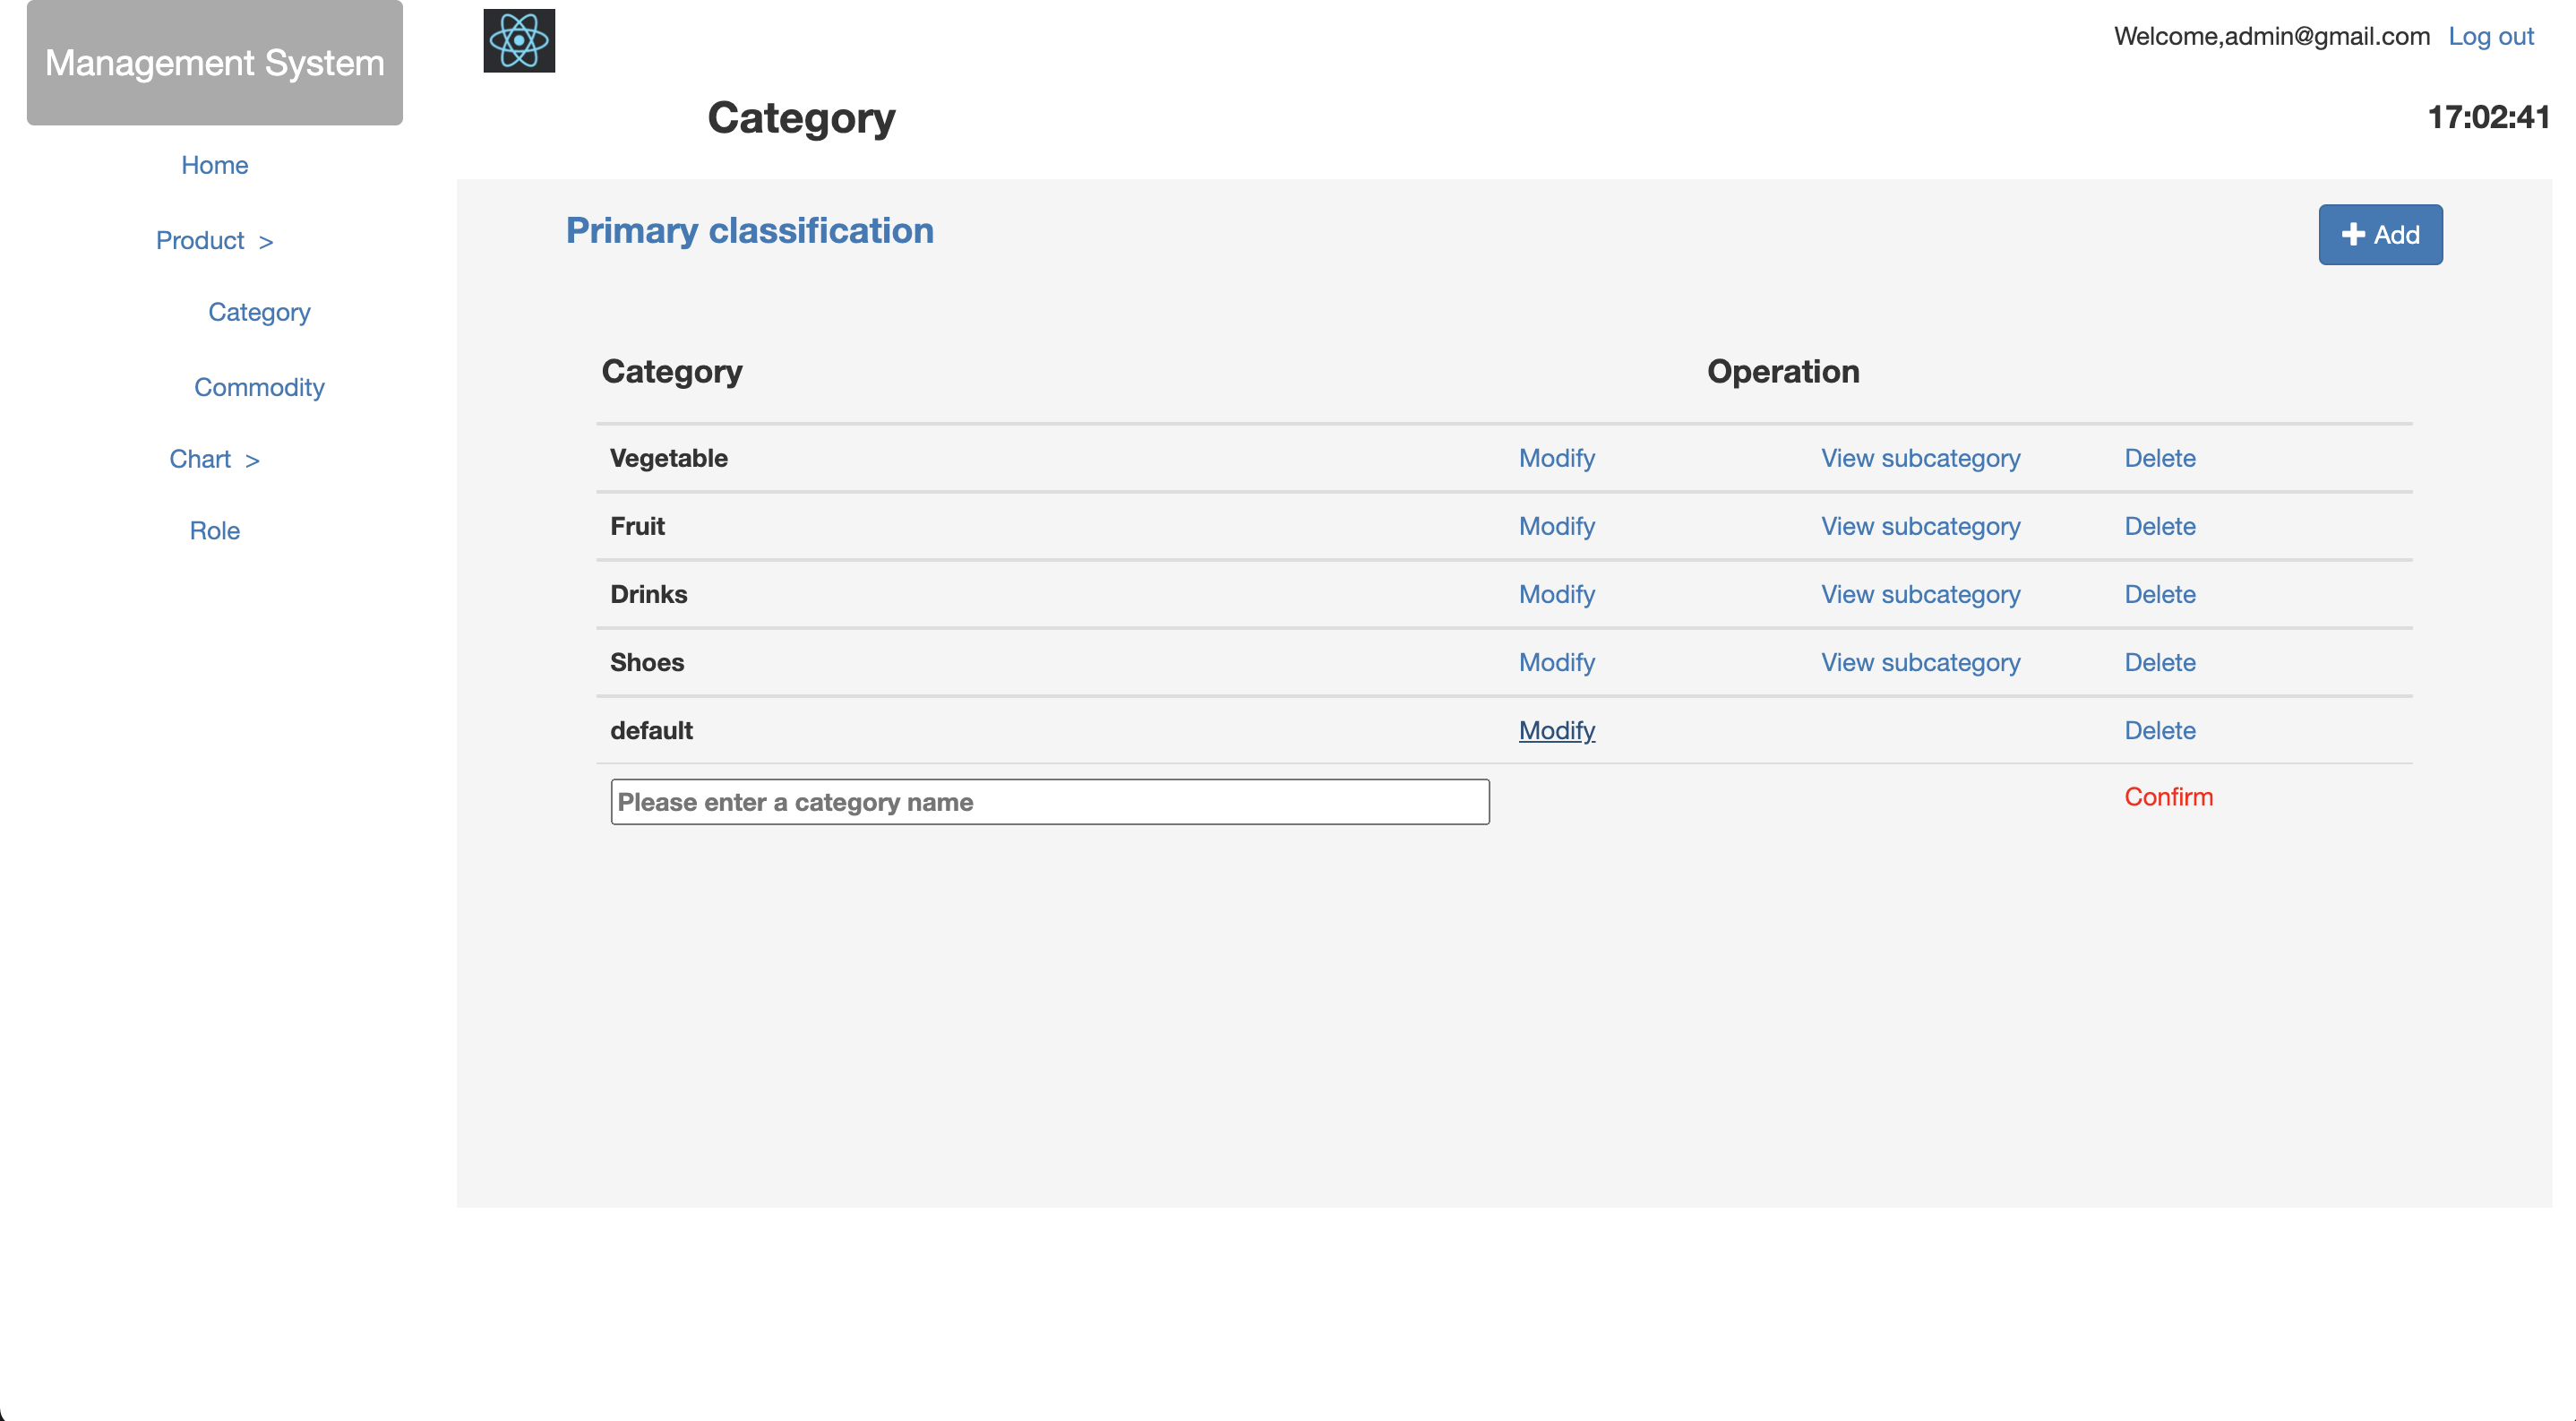 Management System
Home
Product >
Category
Commodity
Chart >
Role
Welcome,admin@gmail.com Log out
Category
17:02:41
Primary classification
Add
Category Operation
Vegetable Modify View subcategory Delete
Fruit Modify View subcategory Delete
Drinks Modify View subcategory Delete
Shoes Modify View subcategory Delete
default Modify Delete
Please enter a category name Confirm